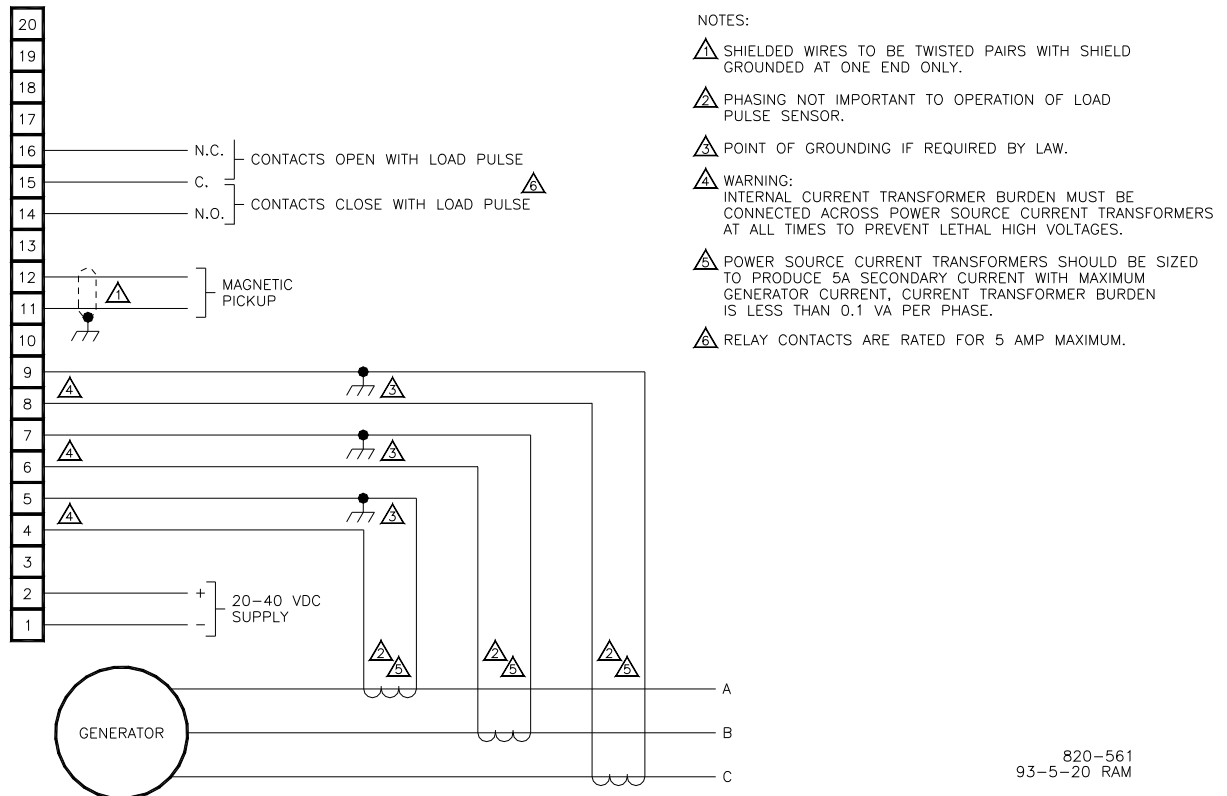 20
19
18
17
16
N.C.
CONTACTS OPEN WITH LOAD PULSE
15
C.
6
14
N.O.
CONTACTS CLOSE WITH LOAD PULSE
13
12
1
MAGNETIC
PICKUP
11
10
9
4
3
8
7
4
3
6
5
4
3
4
3
2
+
20-40 VDC
SUPPLY
1
-
2
5
2
5
2
5
A
GENERATOR
B
C
NOTES:
1 SHIELDED WIRES TO BE TWISTED PAIRS WITH SHIELD
GROUNDED AT ONE END ONLY.
2 PHASING NOT IMPORTANT TO OPERATION OF LOAD
PULSE SENSOR.
3 POINT OF GROUNDING IF REQUIRED BY LAW.
4 WARNING:
INTERNAL CURRENT TRANSFORMER BURDEN MUST BE
CONNECTED ACROSS POWER SOURCE CURRENT TRANSFORMERS
AT ALL TIMES TO PREVENT LETHAL HIGH VOLTAGES.
5 POWER SOURCE CURRENT TRANSFORMERS SHOULD BE SIZED
TO PRODUCE 5A SECONDARY CURRENT WITH MAXIMUM
GENERATOR CURRENT, CURRENT TRANSFORMER BURDEN
IS LESS THAN 0.1 VA PER PHASE.
6 RELAY CONTACTS ARE RATED FOR 5 AMP MAXIMUM.
820-561
93-5-20 RAM